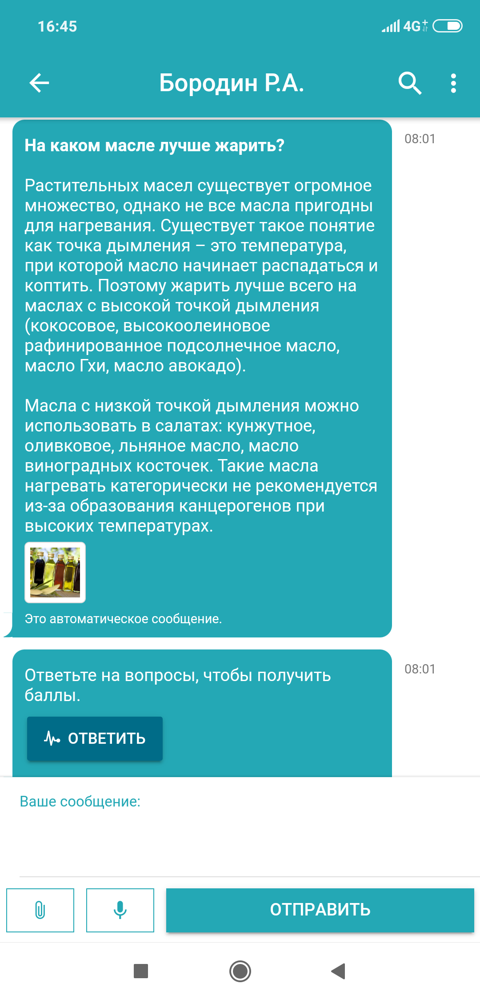 16:45
4G+
Бородин Р.А.
На каком масле лучше жарить?
08:01
Растительных масел существует огромное
множество, однако не все масла пригодны
для нагревания. Существует такое понятие
как точка дымления – это температура,
при которой масло начинает распадаться и
коптить. Поэтому жарить лучше всего на
маслах с высокой точкой дымления
(кокосовое, высокоолеиновое
рафинированное подсолнечное масло,
масло Гхи, масло авокадо).
Масла с низкой точкой дымления можно
использовать в салатах: кунжутное,
оливковое, льняное масло, масло
виноградных косточек. Такие масла
нагревать категорически не рекомендуется
из-за образования канцерогенов при
высоких температурах.
Это автоматическое сообщение.
08:01
Ответьте на вопросы, чтобы получить
баллы.
ОТВЕТИТЬ
Ваше сообщение:
ОТПРАВИТЬ